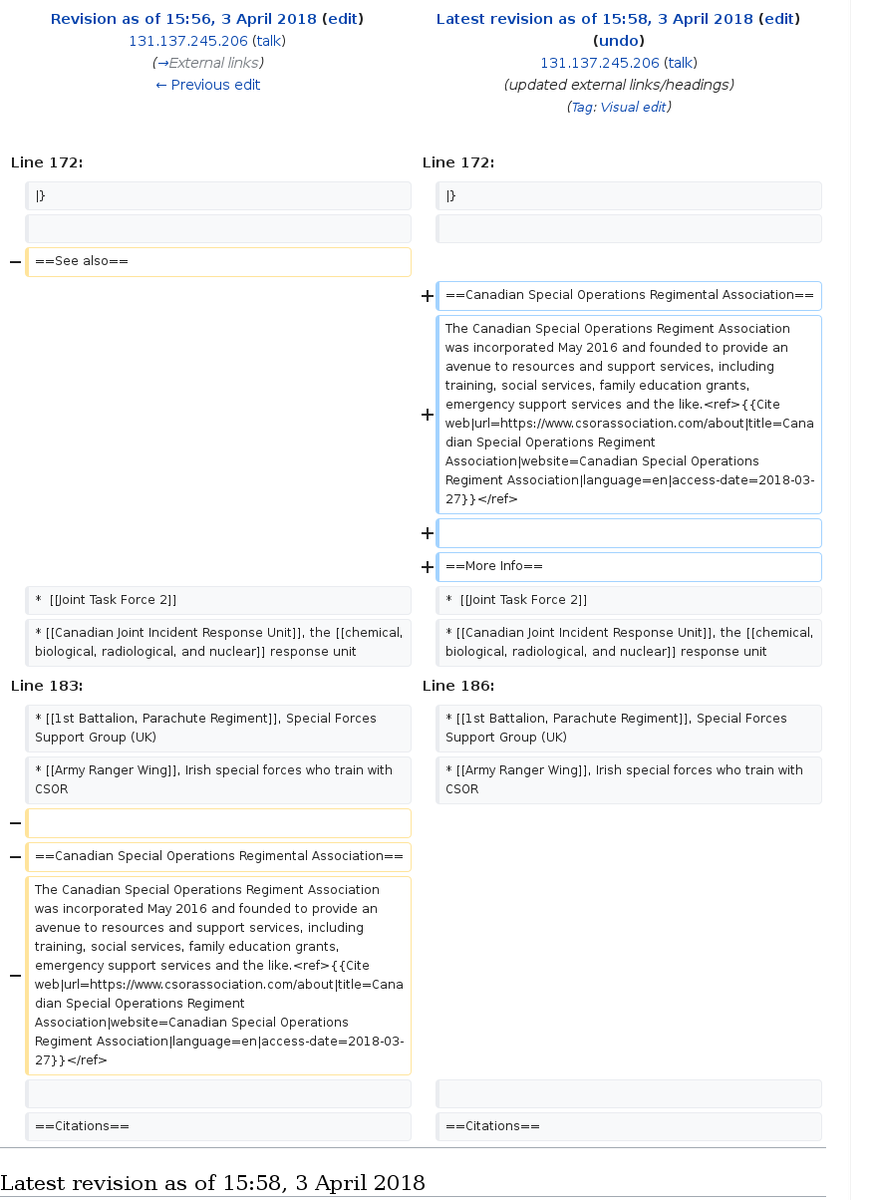 Revision as of 15:56, 3 April 2018 (edit)
131.137.245.206 (talk)
(→External links)
← Previous edit
Latest revision as of 15:58, 3 April 2018 (edit)
(undo)
131.137.245.206 (talk)
(updated external links/headings)
(Tag: Visual edit)
Line 172:
Line 172:
|}
|}
− ==See also==
+ ==Canadian Special Operations Regimental Association==
The Canadian Special Operations Regiment Association
was incorporated May 2016 and founded to provide an
avenue to resources and support services, including
training, social services, family education grants,
emergency support services and the like.<ref>{{Cite
+ web|url=https://www.csorassociation.com/about|title=Cana
dian Special Operations Regiment
Association|website=Canadian Special Operations
Regiment Association|language=en|access-date=2018-03-
27}}</ref>
+
+ ==More Info==
* [[Joint Task Force 2]]
* [[Joint Task Force 2]]
* [[Canadian Joint Incident Response Unit]], the [[chemical,
biological, radiological, and nuclear]] response unit
* [[Canadian Joint Incident Response Unit]], the [[chemical,
biological, radiological, and nuclear]] response unit
Line 183:
Line 186:
* [[1st Battalion, Parachute Regiment]], Special Forces
Support Group (UK)
* [[1st Battalion, Parachute Regiment]], Special Forces
Support Group (UK)
* [[Army Ranger Wing]], Irish special forces who train with
CSOR
* [[Army Ranger Wing]], Irish special forces who train with
CSOR
−
− ==Canadian Special Operations Regimental Association==
The Canadian Special Operations Regiment Association
was incorporated May 2016 and founded to provide an
avenue to resources and support services, including
training, social services, family education grants,
emergency support services and the like.<ref>{{Cite
− web|url=https://www.csorassociation.com/about|title=Cana
dian Special Operations Regiment
Association|website=Canadian Special Operations
Regiment Association|language=en|access-date=2018-03-
27}}</ref>
==Citations==
==Citations==
Latest revision as of 15:58, 3 April 2018